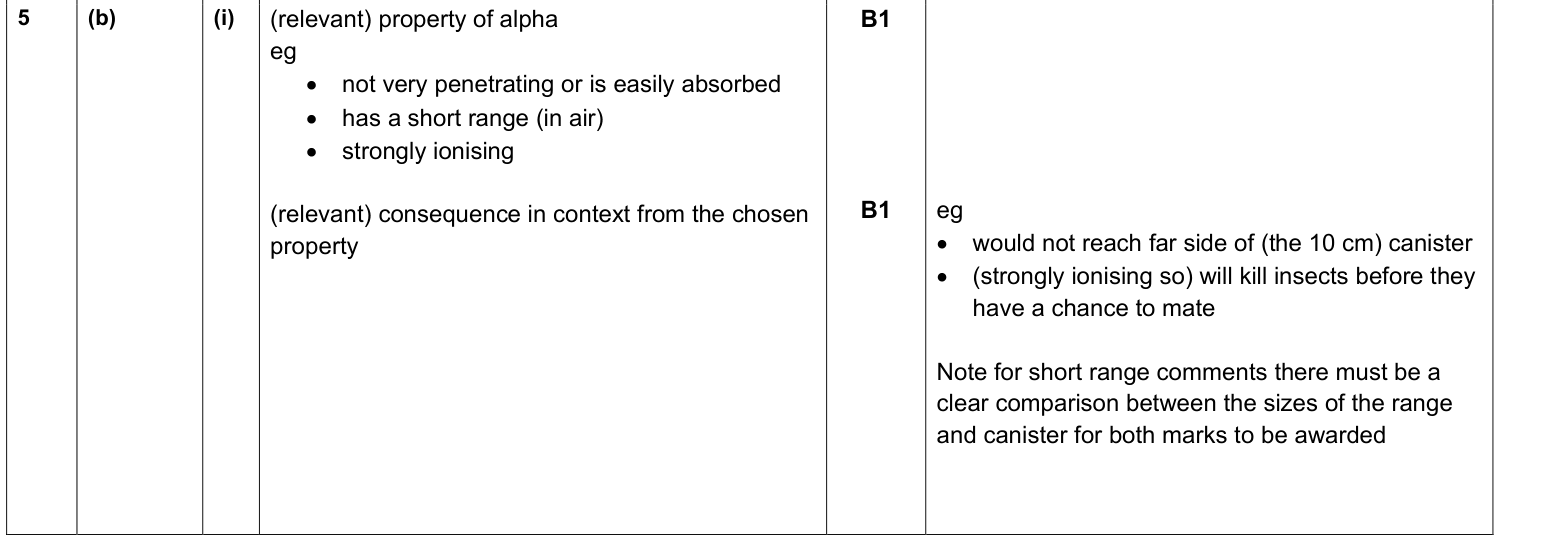 5 (b) (i) (relevant) property of alpha B1
eg
• not very penetrating or is easily absorbed
• has a short range (in air)
• strongly ionising
(relevant) consequence in context from the chosen
property
B1
eg
• would not reach far side of (the 10 cm) canister
• (strongly ionising so) will kill insects before they
have a chance to mate
Note for short range comments there must be a
clear comparison between the sizes of the range
and canister for both marks to be awarded